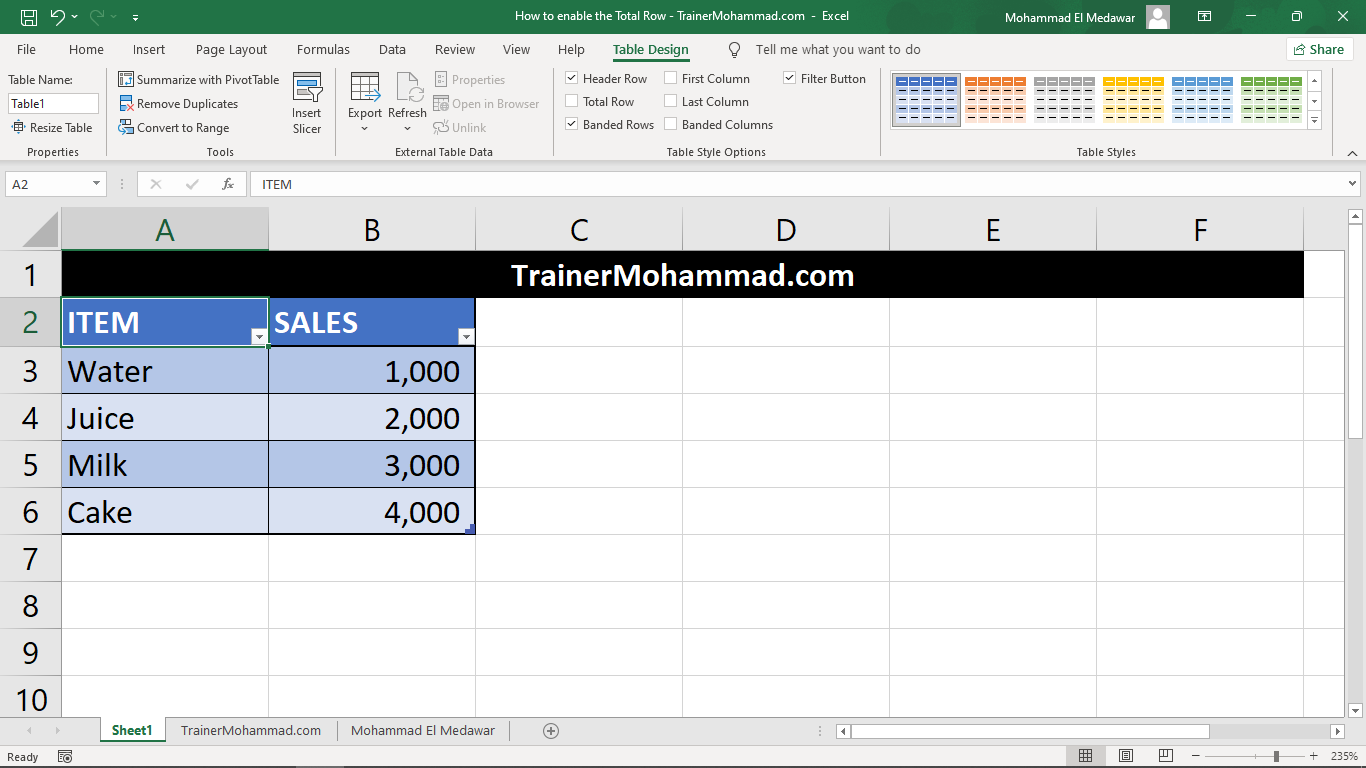 How to enable the Total Row - TrainerMohammad.com - Excel
Mohammad El Medawar
File Home Insert Page Layout Formulas Data Review View Help Table Design Tell me what you want to do Share
Table Name:
Table1
Resize Table
Properties
Summarize with PivotTable
Remove Duplicates
Convert to Range
Insert
Slicer
Tools
Export
Refresh
Properties
Open in Browser
Unlink
External Table Data
Header Row First Column Filter Button
Total Row Last Column
Banded Rows Banded Columns
Table Style Options
Table Styles
A2 fx ITEM
A B C D E F
1 TrainerMohammad.com
2 ITEM SALES
3 Water 1,000
4 Juice 2,000
5 Milk 3,000
6 Cake 4,000
7
8
9
10
Sheet1 TrainerMohammad.com Mohammad El Medawar
Ready 235%